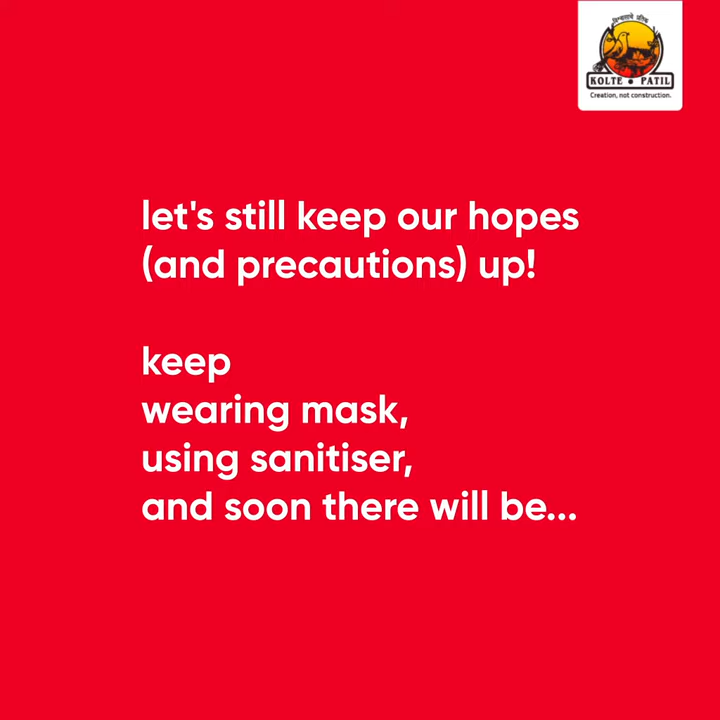 विश्वासाचे प्रतिक
KOLTE • PATIL
Creation, not construction.
let's still keep our hopes
(and precautions) up!
keep
wearing mask,
using sanitiser,
and soon there will be...